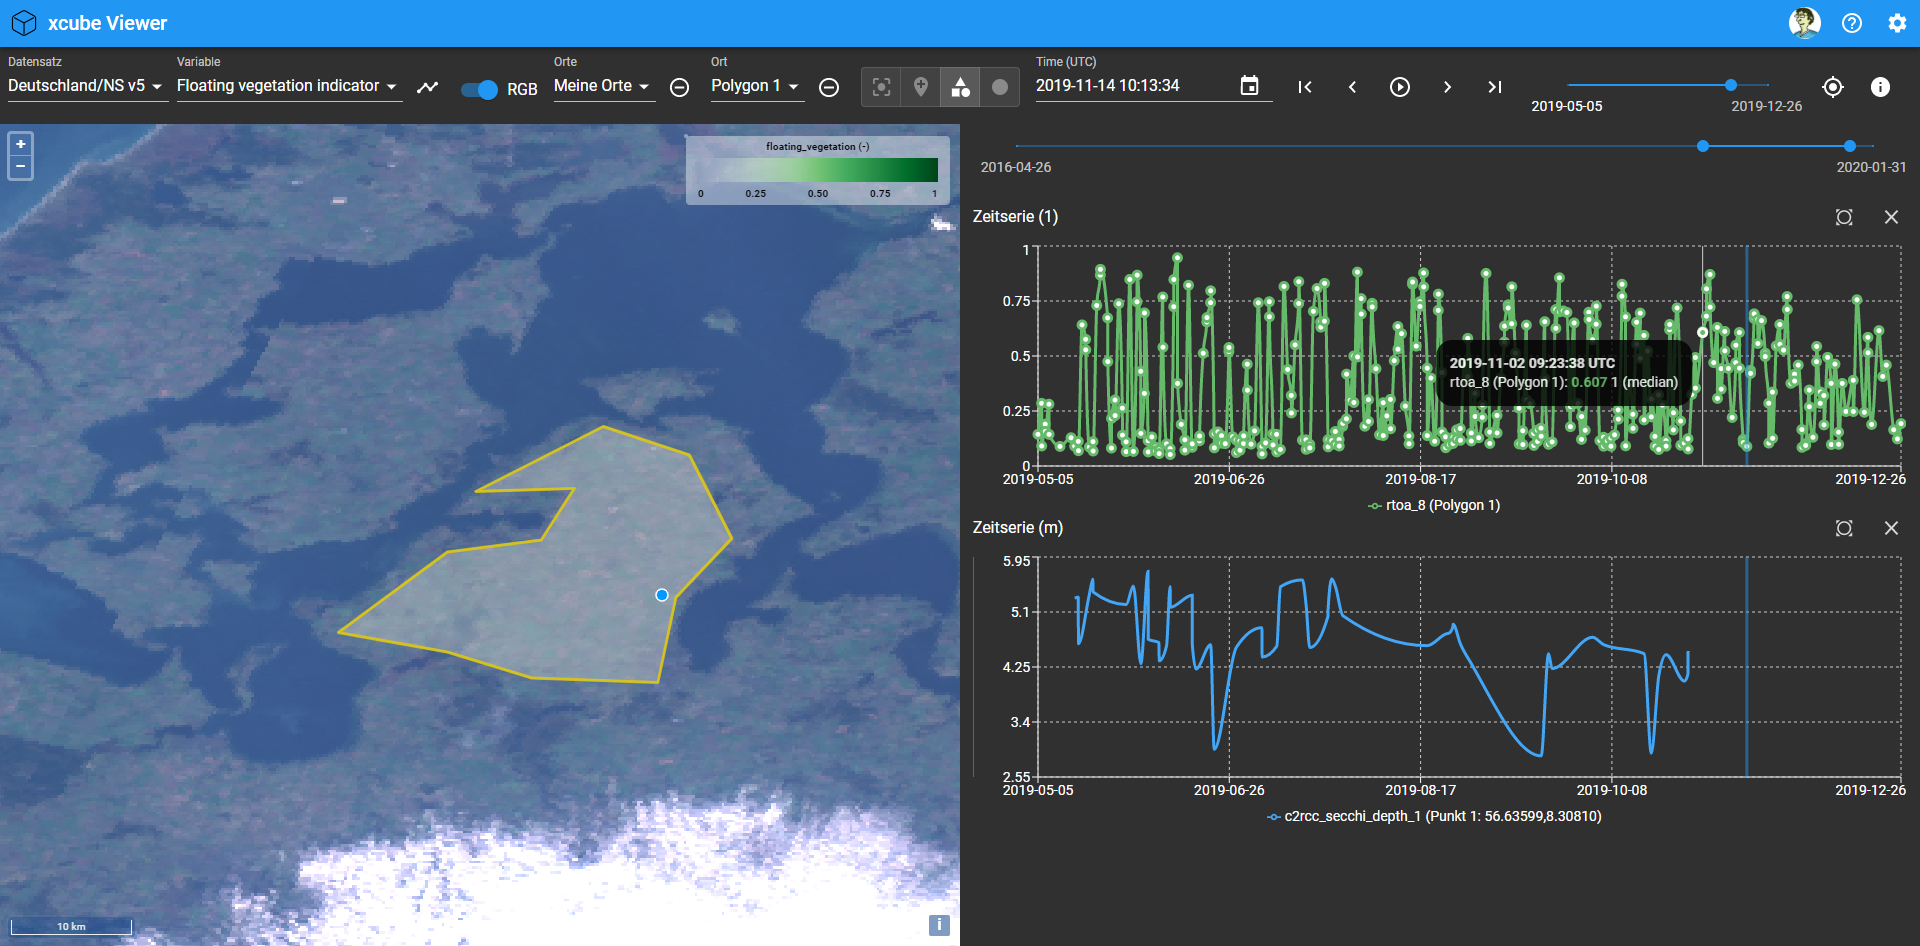 xcube Viewer
Datensatz
Deutschland/NS v5
Variable
Floating vegetation indicator
RGB
Orte
Meine Orte
Ort
Polygon 1
Time (UTC)
2019-11-14 10:13:34
2019-05-05
2019-12-26
+
−
floating_vegetation (-)
0 0.25 0.50 0.75 1
10 km
i
2016-04-26
2020-01-31
Zeitserie (1)
1
0.75
0.5
0.25
0
2019-11-02 09:23:38 UTC
rtoa_8 (Polygon 1): 0.607 1 (median)
2019-05-05 2019-06-26 2019-08-17 2019-10-08 2019-12-26
rtoa_8 (Polygon 1)
Zeitserie (m)
5.95
5.1
4.25
3.4
2.55
2019-05-05 2019-06-26 2019-08-17 2019-10-08 2019-12-26
c2rcc_secchi_depth_1 (Punkt 1: 56.63599,8.30810)